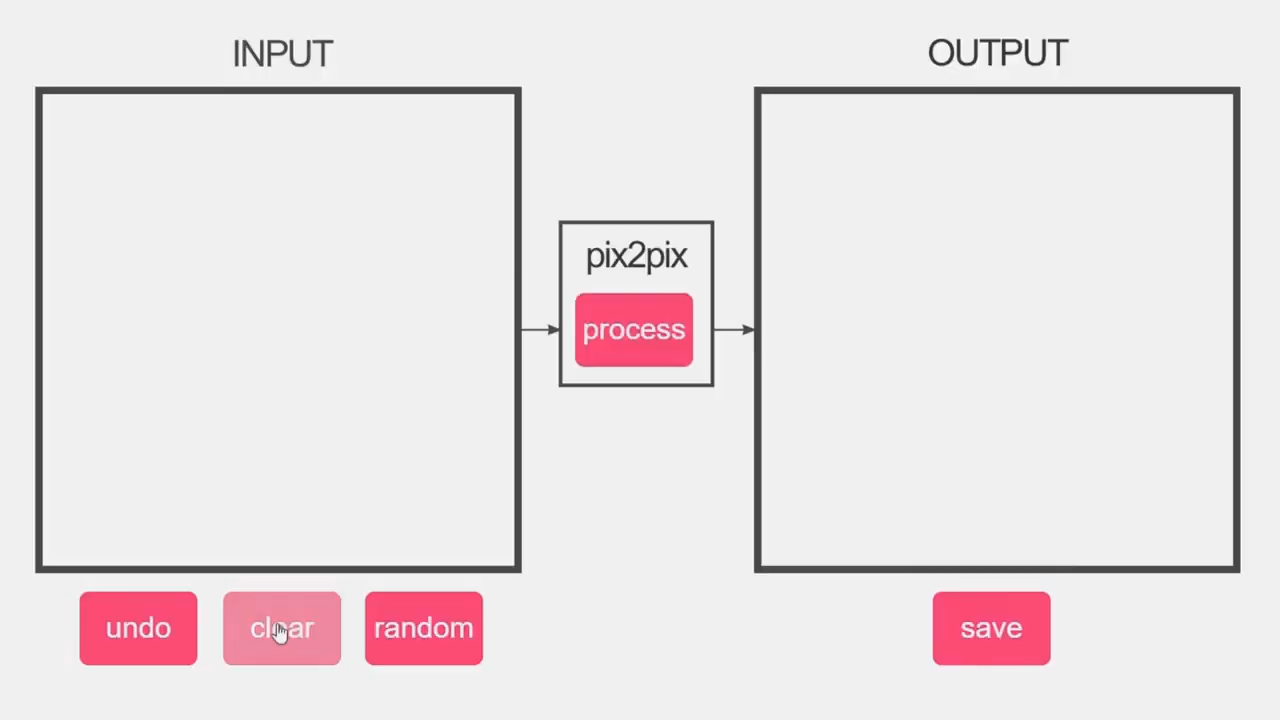 INPUT
OUTPUT
pix2pix
process
undo
clear
random
save